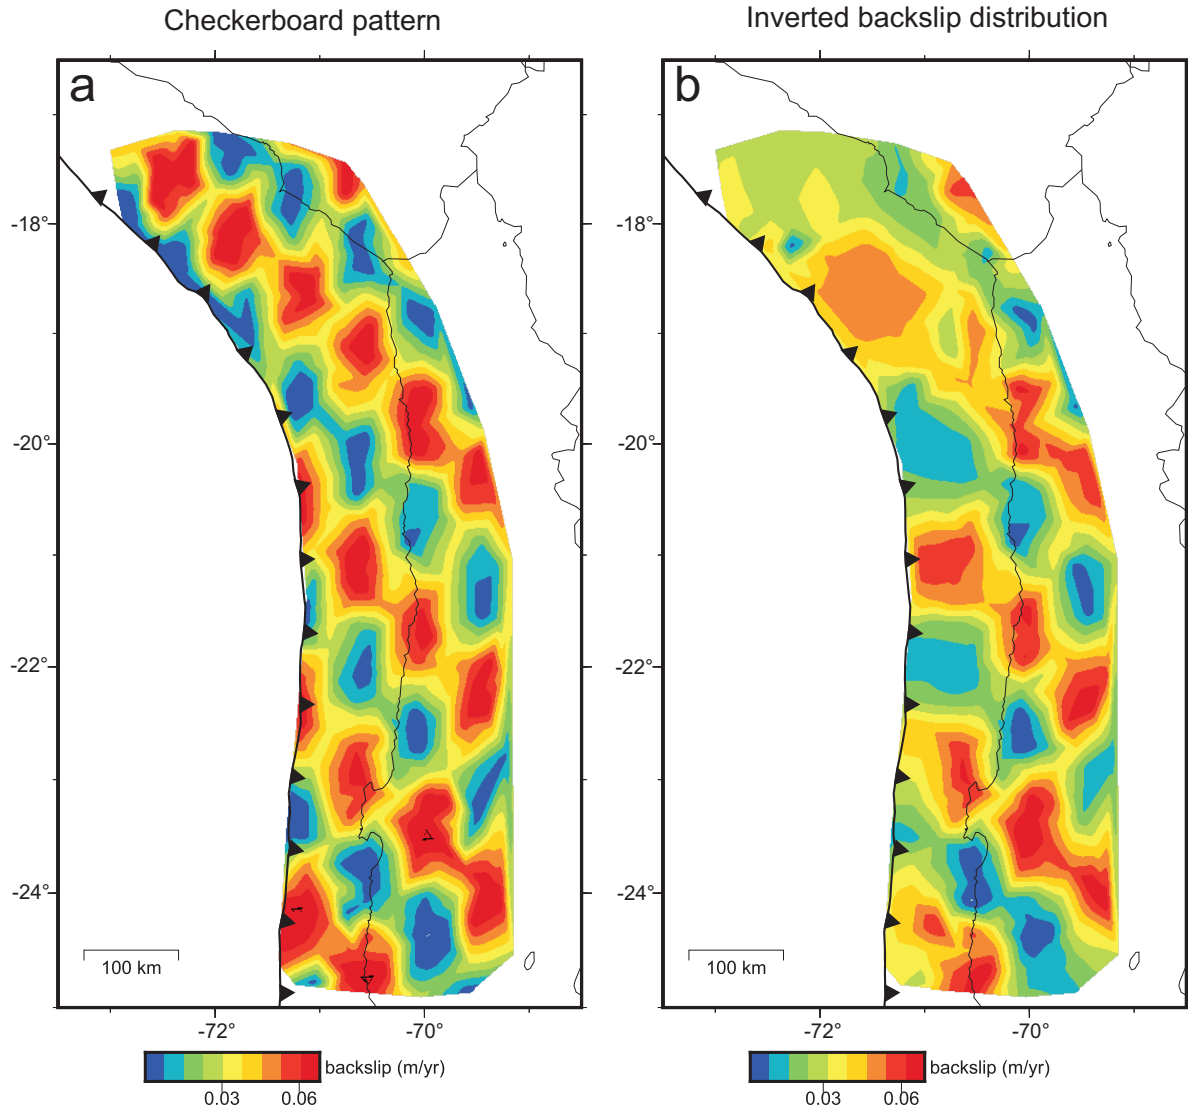 Checkerboard pattern
Inverted backslip distribution
a
b
-18°
-18°
-20°
-20°
-22°
-22°
-24°
-24°
100 km
100 km
-72°
-70°
-72°
-70°
backslip (m/yr)
backslip (m/yr)
0.03
0.06
0.03
0.06